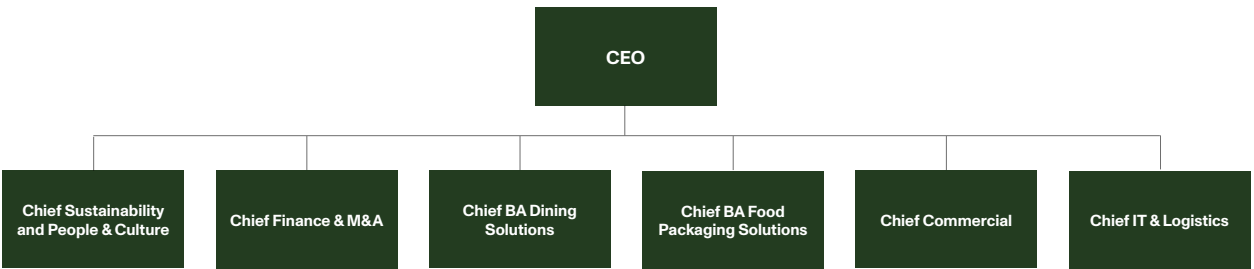 CEO
Chief Sustainability
and People & Culture
Chief Finance & M&A
Chief BA Dining
Solutions
Chief BA Food
Packaging Solutions
Chief Commercial
Chief IT & Logistics